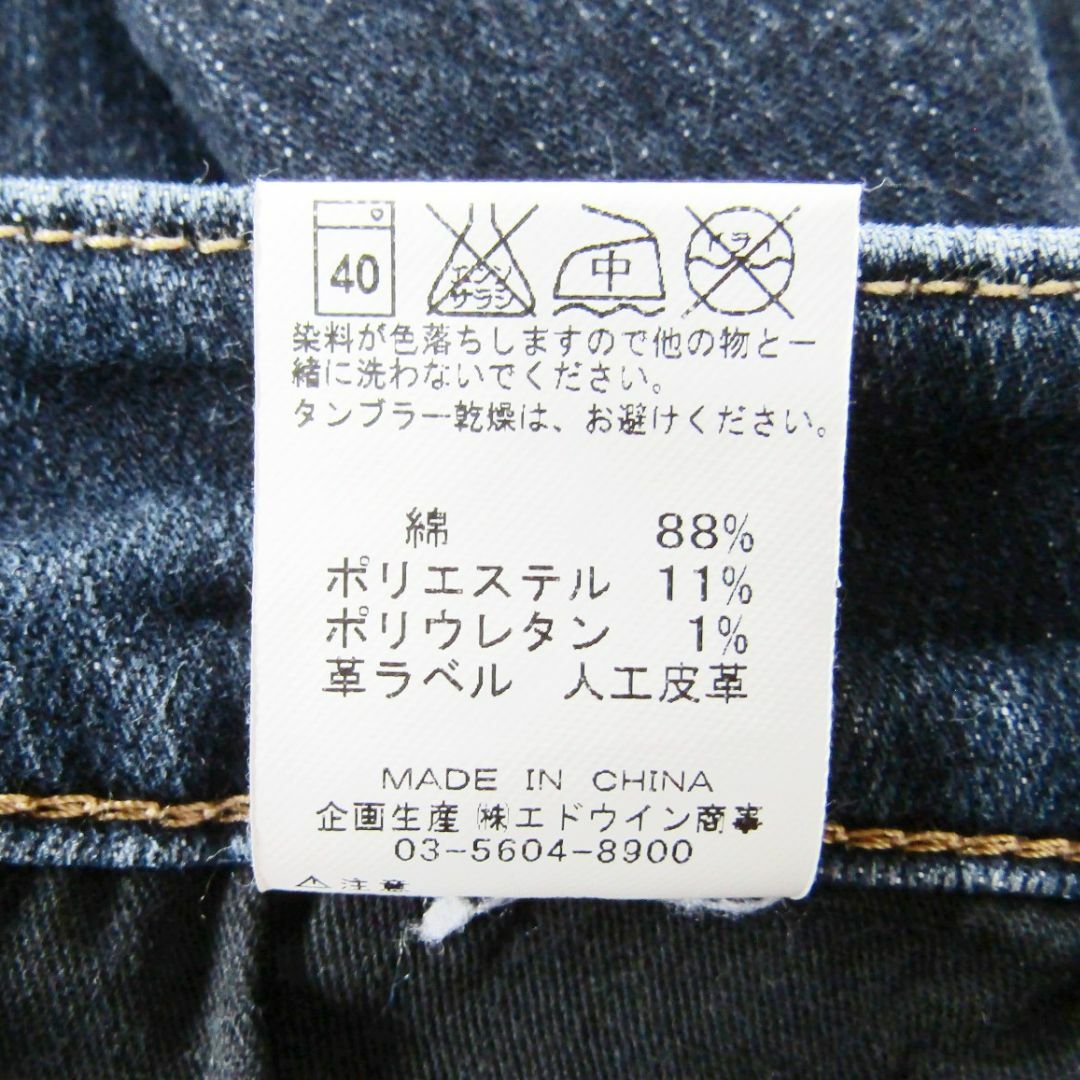 40 エンソ サラシ 中 ドライ
染料が色落ちしますので他の物と一
緒に洗わないでください。
タンブラー乾燥は、お避けください。
綿 88%
ポリエステル 11%
ポリウレタン 1%
革ラベル 人工皮革
MADE IN CHINA
企画生産 ㈱エドウイン商事
03-5604-8900
⚠注意